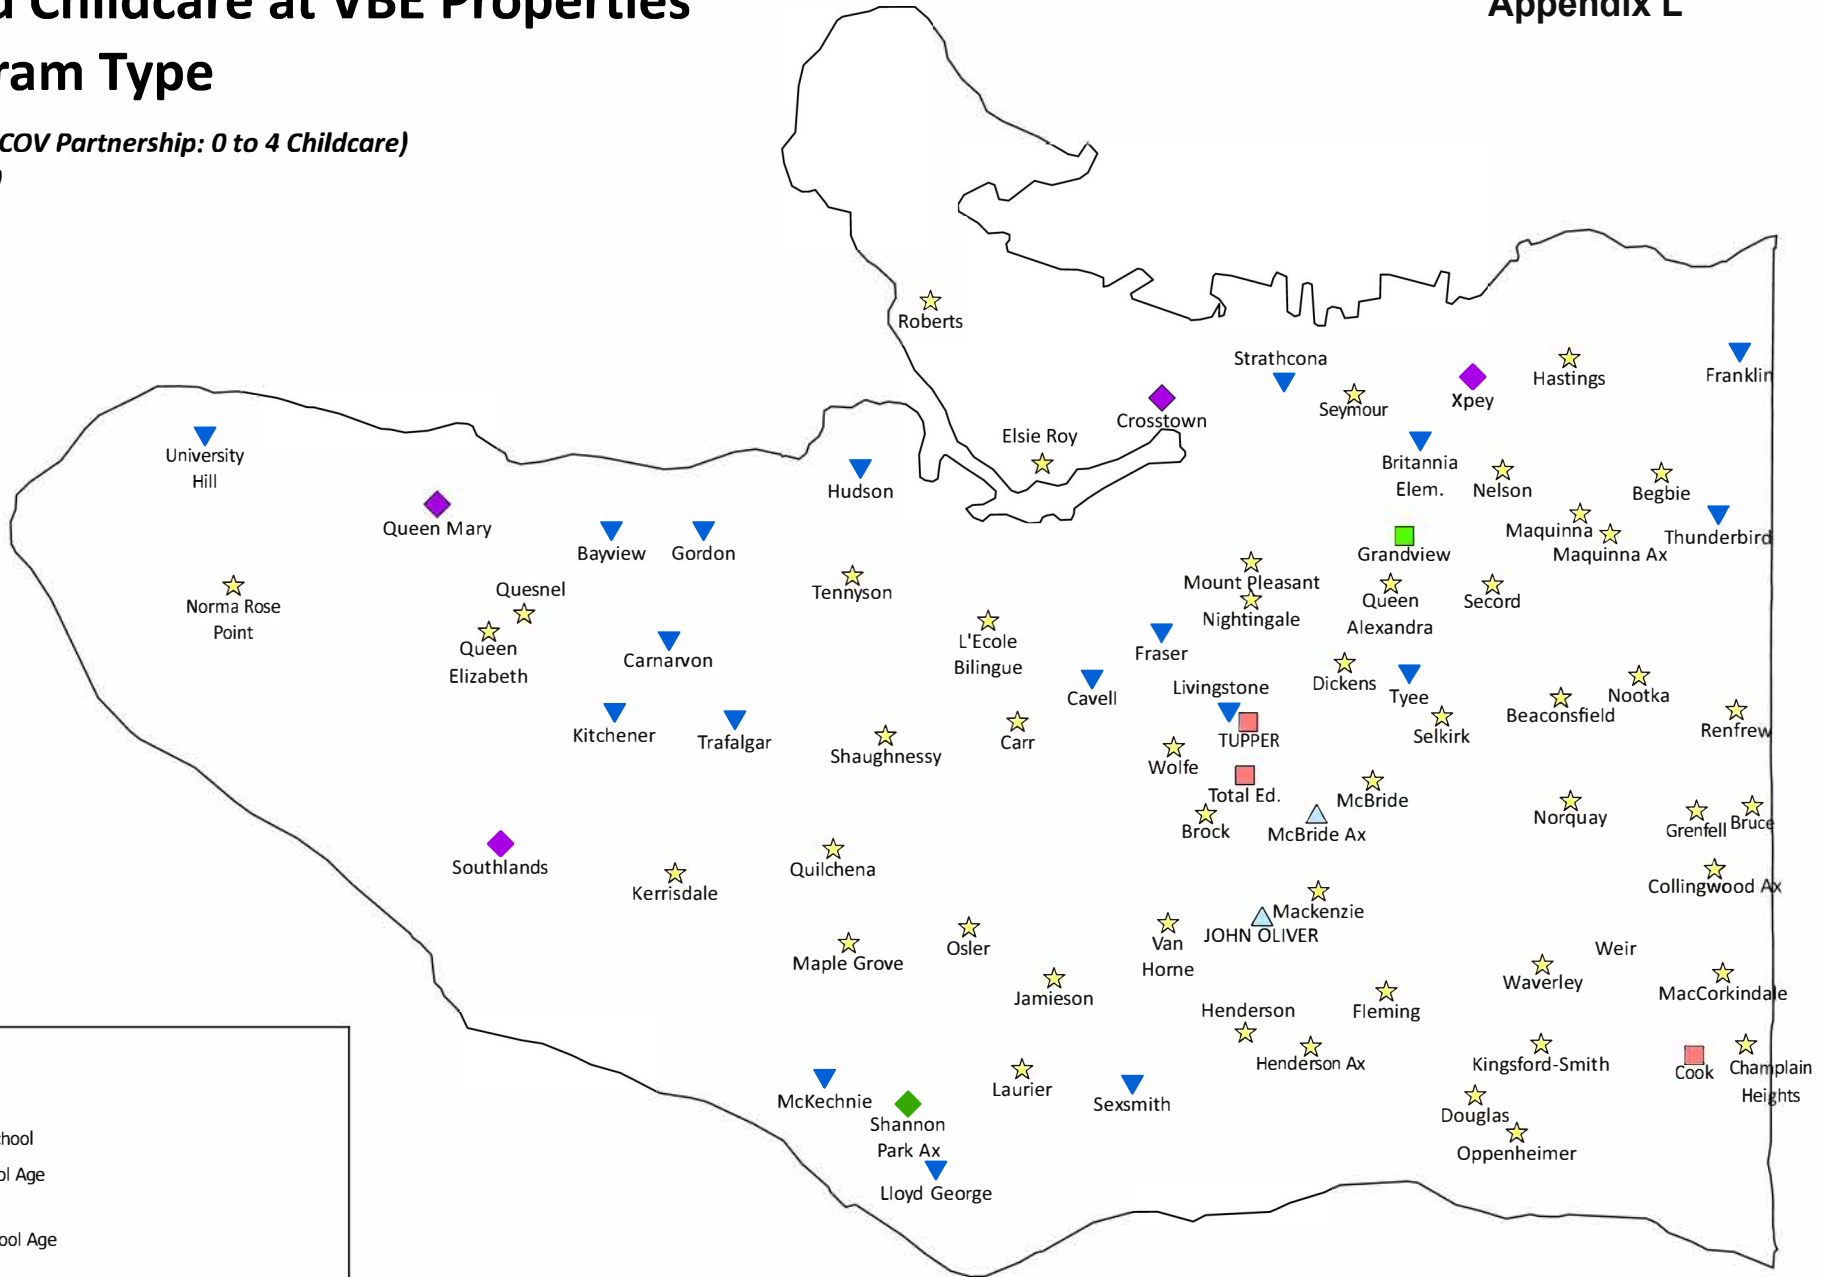 d Childcare at VBE Properties
Appendix L
ram Type
COV Partnership: 0 to 4 Childcare)
)
Roberts
Strathcona
Hastings
Franklin
Xpey
Seymour
Crosstown
Elsie Roy
University
Hill
Britannia
Elem.
Hudson
Nelson
Begbie
Queen Mary
Maquinna
Thunderbird
Bayview
Gordon
Grandview
Maquinna Ax
Mount Pleasant
Quesnel
Tennyson
Queen
Alexandra
Secord
Norma Rose
Point
Nightingale
L'Ecole
Bilingue
Queen
Elizabeth
Fraser
Carnarvon
Livingstone
Dickens
Tyee
Nootka
Cavell
Beaconsfield
Kitchener
Trafalgar
Carr
TUPPER
Selkirk
Renfrew
Shaughnessy
Wolfe
Total Ed.
McBride
Norquay
Brock
McBride Ax
Grenfell
Bruce
Southlands
Quilchena
Collingwood Ax
Kerrisdale
Mackenzie
JOHN OLIVER
Van
Horne
Osler
Weir
Maple Grove
Waverley
MacCorkindale
Jamieson
Henderson
Fleming
Henderson Ax
Kingsford-Smith
Cook
Champlain
Heights
Laurier
McKechnie
Sexsmith
Douglas
Shannon
Park Ax
Oppenheimer
Lloyd George
hool
ol Age
ool Age